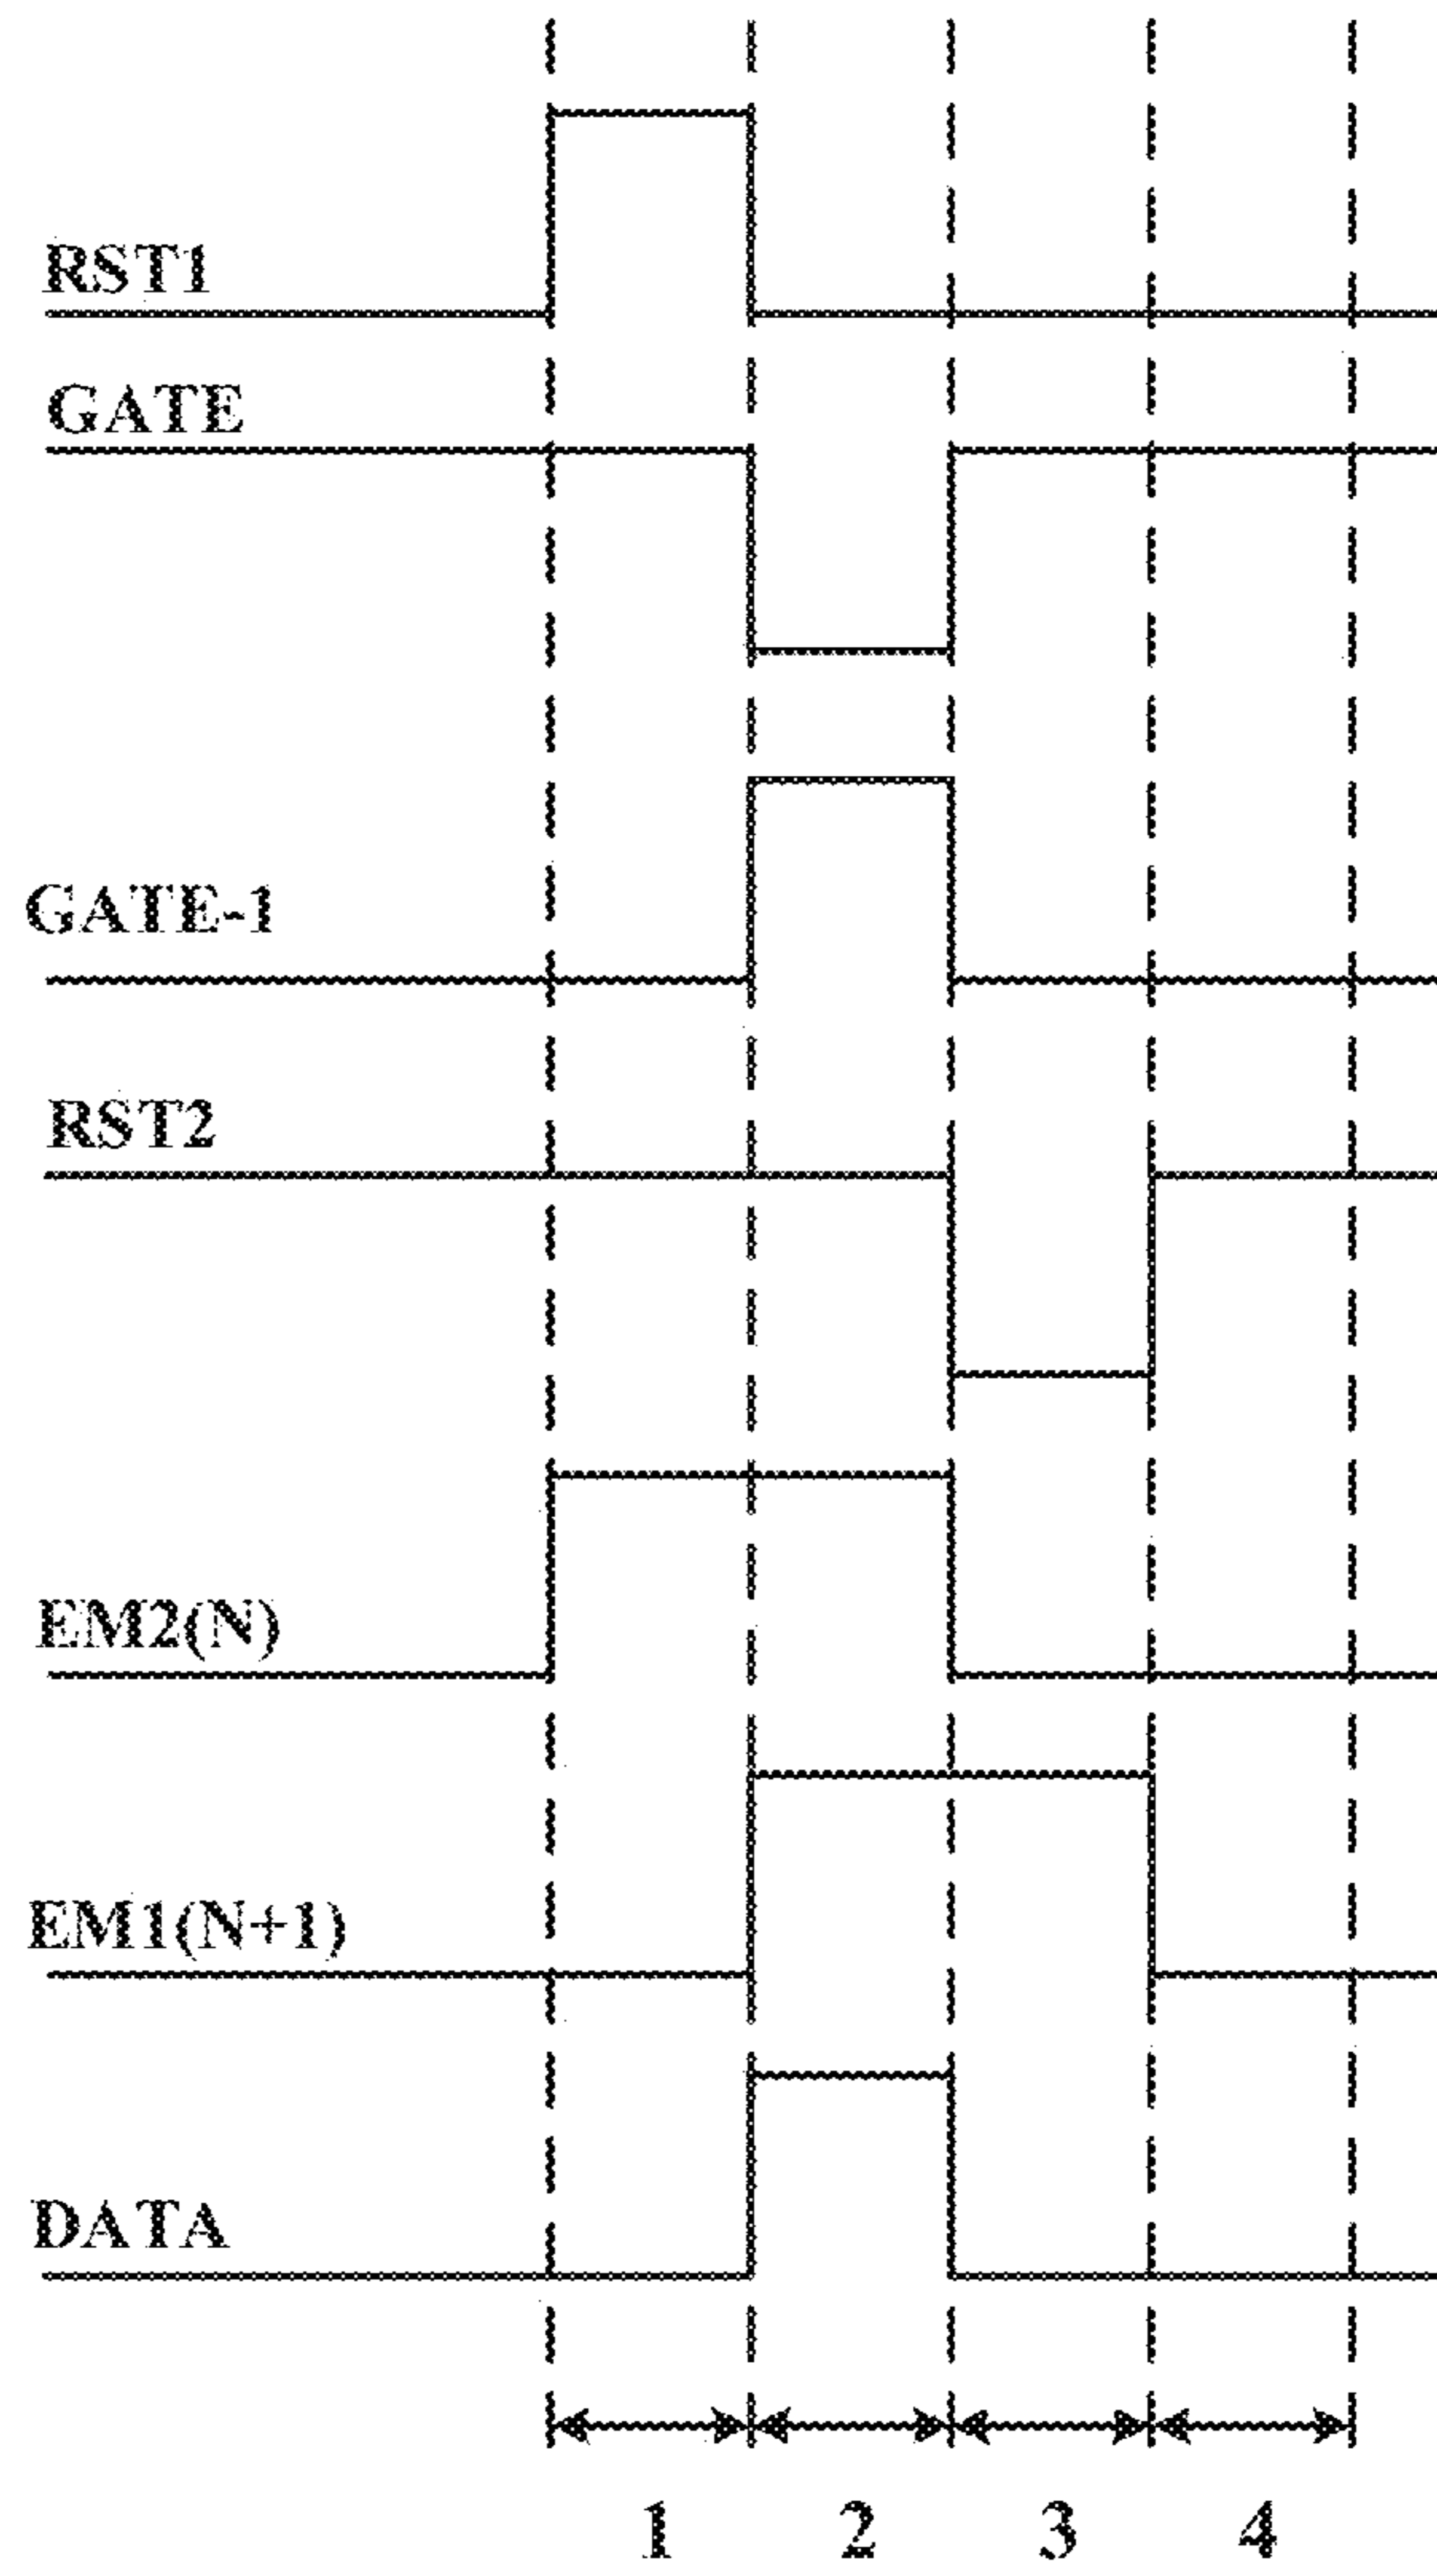 RST1
GATE
GATE-1
RST2
EM2(N)
EM1(N+1)
DATA
1 2 3 4